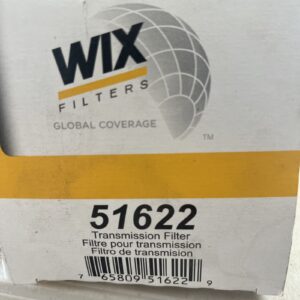 WIX
FILTERS
GLOBAL COVERAGE
TM
51622
Transmission Filter
Filtre pour transmission
Filtro de transmision
7 65809 51622 9